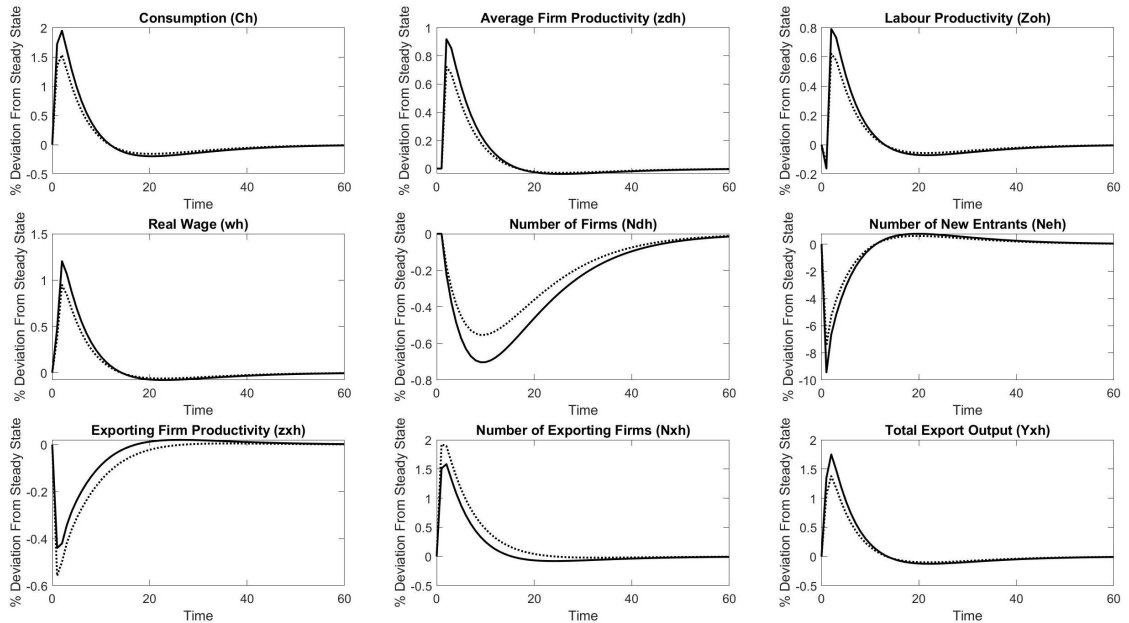 Consumption (Ch)
% Deviation From Steady State
2
1.5
1
0.5
0
-0.5
0 20 40 60
Time
Average Firm Productivity (zdh)
% Deviation From Steady State
1
0.8
0.6
0.4
0.2
0
0 20 40 60
Time
Labour Productivity (Zoh)
% Deviation From Steady State
0.8
0.6
0.4
0.2
0
-0.2
0 20 40 60
Time
Real Wage (wh)
% Deviation From Steady State
1.5
1
0.5
0
0 20 40 60
Time
Number of Firms (Ndh)
% Deviation From Steady State
0
-0.2
-0.4
-0.6
-0.8
0 20 40 60
Time
Number of New Entrants (Neh)
% Deviation From Steady State
0
-2
-4
-6
-8
-10
0 20 40 60
Time
Exporting Firm Productivity (zxh)
% Deviation From Steady State
0
-0.2
-0.4
-0.6
0 20 40 60
Time
Number of Exporting Firms (Nxh)
% Deviation From Steady State
2
1.5
1
0.5
0
-0.5
0 20 40 60
Time
Total Export Output (Yxh)
% Deviation From Steady State
2
1.5
1
0.5
0
-0.5
0 20 40 60
Time